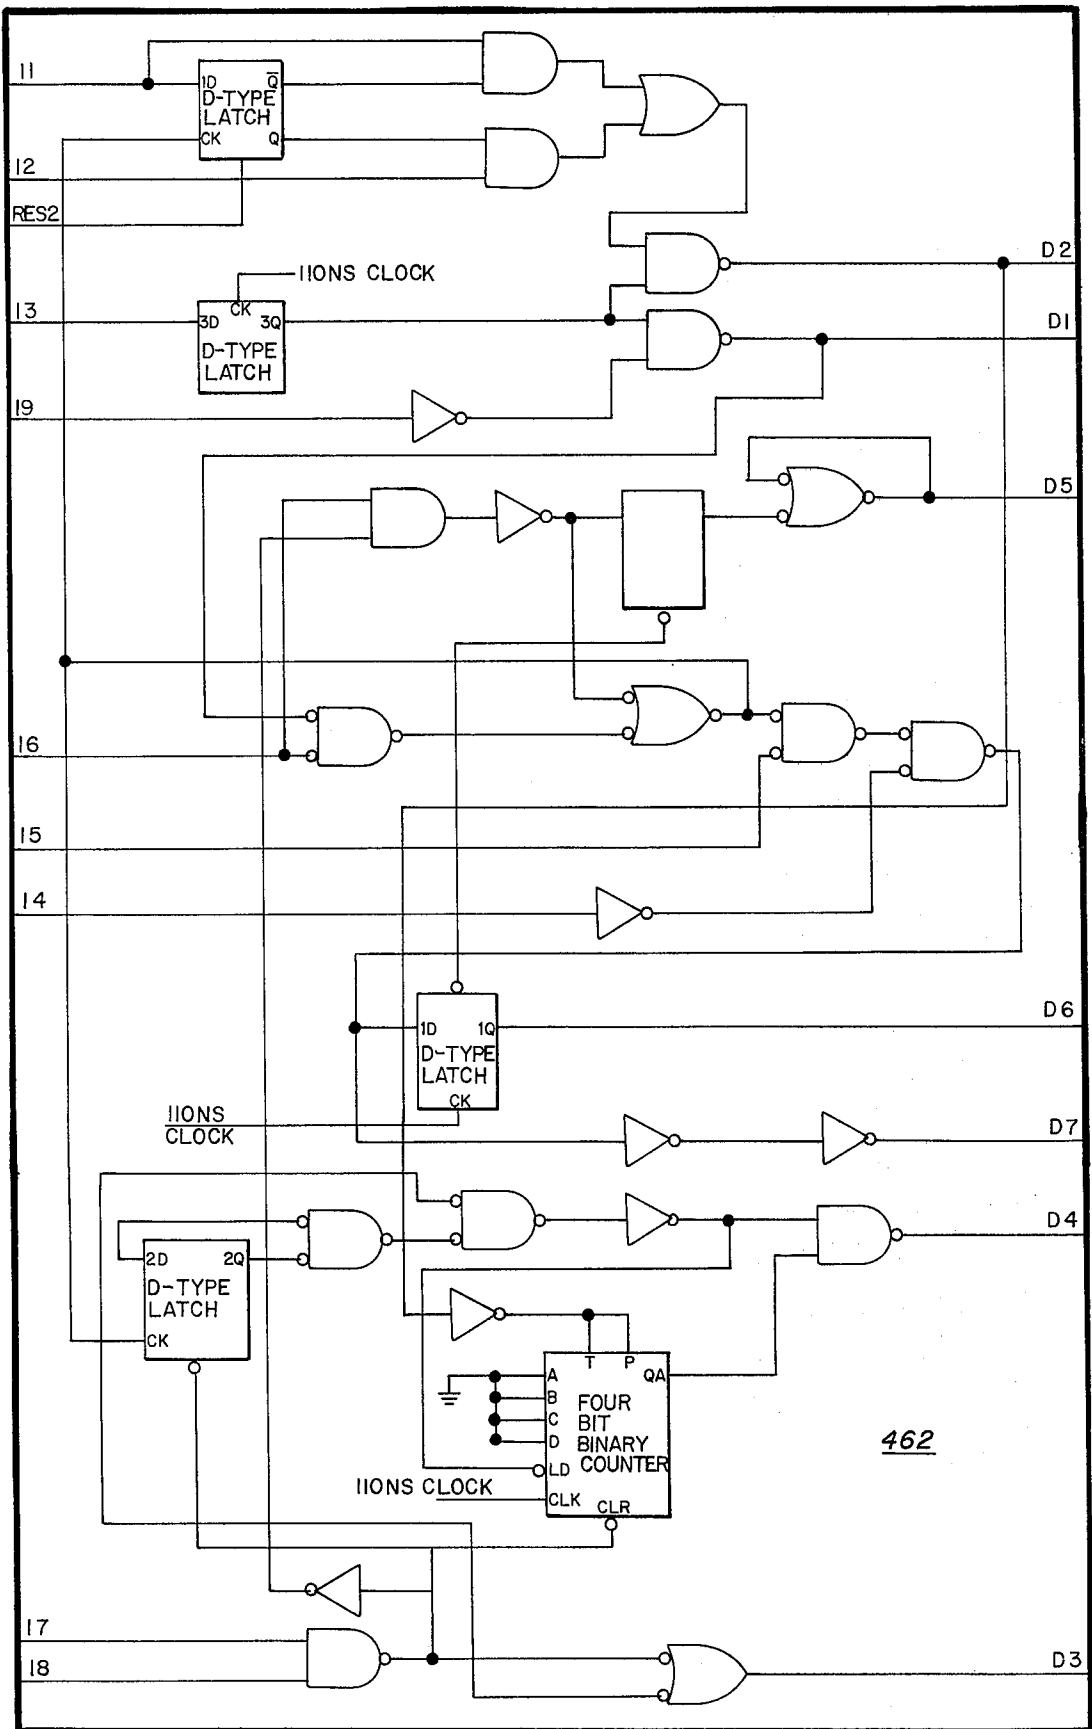 I1
1D Q̅
D-TYPE
LATCH
CK Q
I2
RES2
110NS CLOCK
D2
I3
CK
3D 3Q
D-TYPE
LATCH
D1
I9
D5
I6
I5
I4
1D 1Q
D-TYPE
LATCH
CK
D6
110NS
CLOCK
D7
D4
2D 2Q
D-TYPE
LATCH
CK
T P
A QA
B
C
D
FOUR
BIT
BINARY
COUNTER
LD
110NS CLOCK
CLK
CLR
462
I7
I8
D3